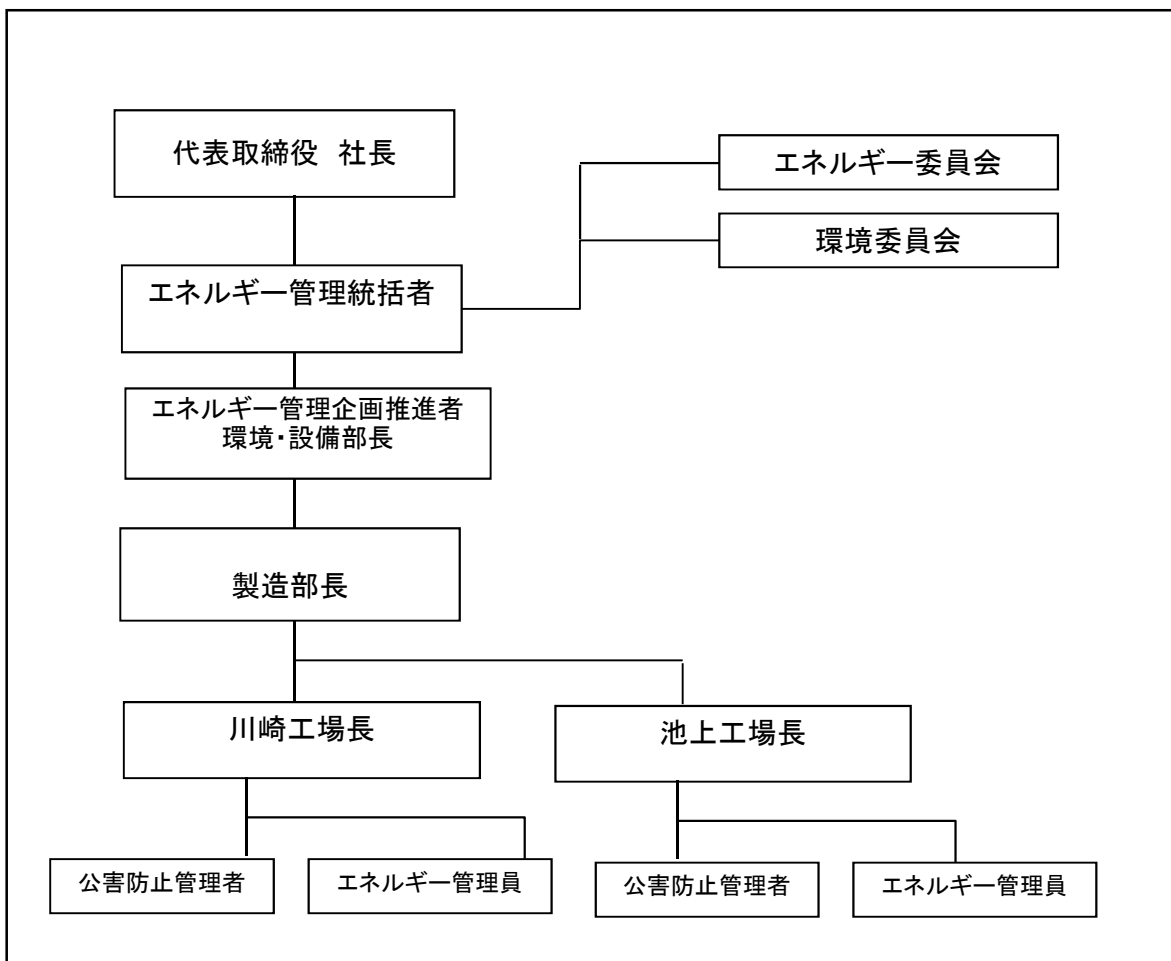 代表取締役 社長
エネルギー委員会
環境委員会
エネルギー管理統括者
エネルギー管理企画推進者
環境・設備部長
製造部長
川崎工場長
池上工場長
公害防止管理者
エネルギー管理員
公害防止管理者
エネルギー管理員